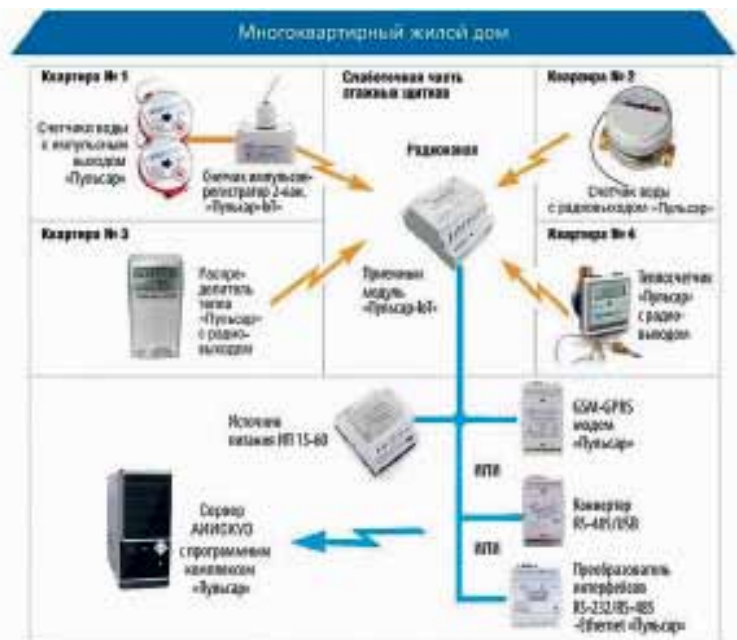 Многоквартирный жилой дом
Квартира № 1
Счетчики воды
с импульсным
выходом
«Пульсар»
Счетчик импульсов-
регистратор 2-кан.
«Пульсар-IoT»
Слаботочная часть
этажных щитков
Радиоканал
Приемный
модуль
«Пульсар-IoT»
Квартира № 2
Счетчик воды
с радиовыходом «Пульсар»
Квартира № 3
Распре-
делитель
тепла
«Пульсар»
с радио-
выходом
Квартира № 4
Теплосчетчик
«Пульсар»
с радио-
выходом
Источник
питания ИП 15-60
GSM-GPRS
модем
«Пульсар»
ИЛИ
Конвертер
RS-485/USB
ИЛИ
Преобразователь
интерфейсов
RS-232/RS-485
-Ethernet «Пульсар»
Сервер
АИИСКУЭ
с программным
комплексом
«Пульсар»